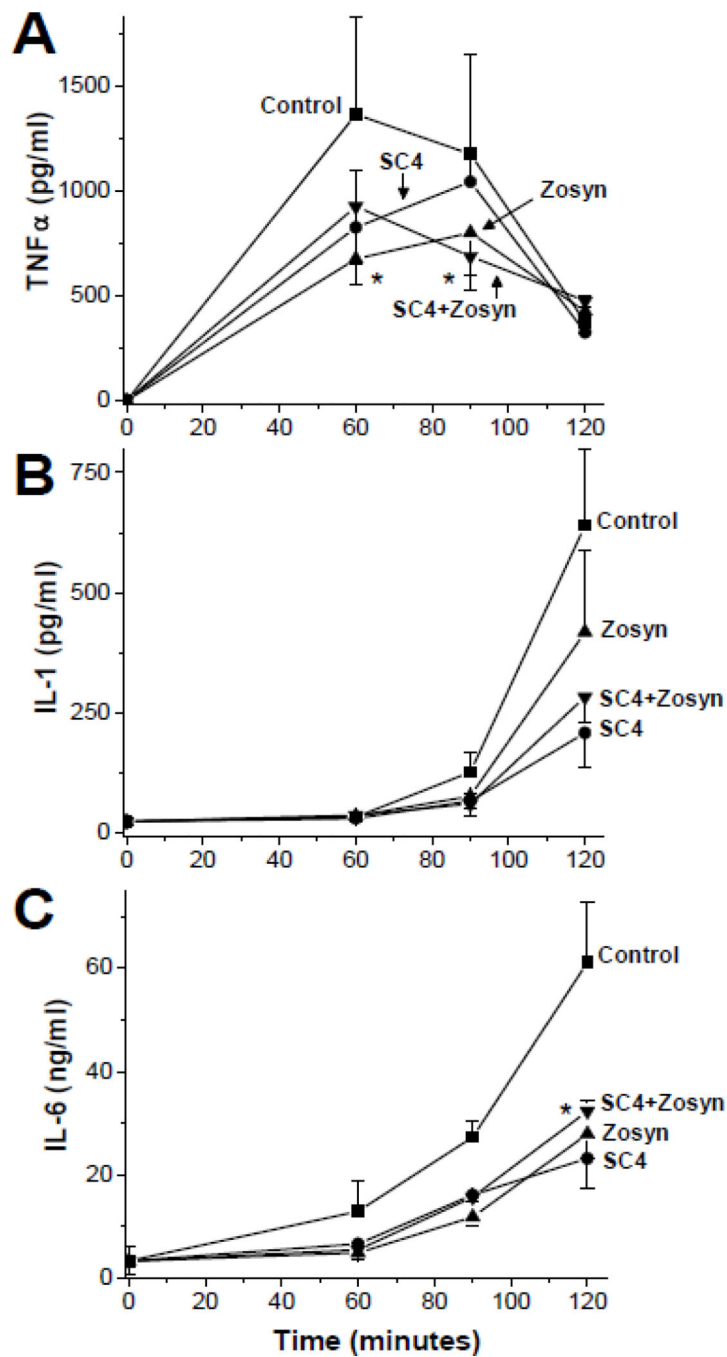 A
TNF α (pg/ml)
1500
1000
500
0
Control
SC4
Zosyn
*
*
SC4+Zosyn
0 20 40 60 80 100 120
B
IL-1 (pg/ml)
750
500
250
0
Control
Zosyn
SC4+Zosyn
SC4
0 20 40 60 80 100 120
C
IL-6 (ng/ml)
60
40
20
0
Control
* SC4+Zosyn
Zosyn
SC4
0 20 40 60 80 100 120
Time (minutes)